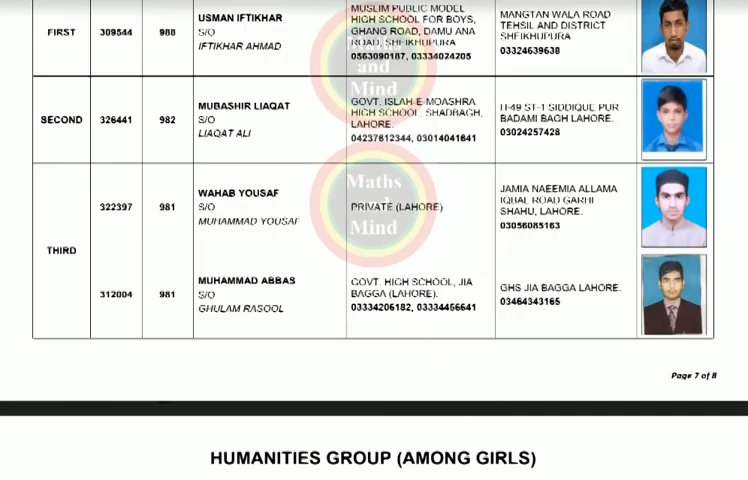 MUSLIM PUBLIC MODEL
HIGH SCHOOL FOR BOYS,
GHANG ROAD, DAMU ANA
ROAD, SHEIKHUPURA
0563090187, 03334024205
MANGTAN WALA ROAD
TEHSIL AND DISTRICT
SHEIKHUPURA
03324639638
FIRST
309544
988
USMAN IFTIKHAR
S/O
IFTIKHAR AHMAD
SECOND
326441
982
MUBASHIR LIAQAT
S/O
LIAQAT ALI
GOVT. ISLAH-E-MOASHRA
HIGH SCHOOL, SHADBAGH,
LAHORE.
04237612344, 03014041641
H-49 ST-1 SIDDIQUE PUR
BADAMI BAGH LAHORE.
03024257428
THIRD
322397
981
WAHAB YOUSAF
S/O
MUHAMMAD YOUSAF
PRIVATE (LAHORE)
JAMIA NAEEMIA ALLAMA
IQBAL ROAD GARHI
SHAHU, LAHORE.
03056085163
312004
981
MUHAMMAD ABBAS
S/O
GHULAM RASOOL
GOVT. HIGH SCHOOL, JIA
BAGGA (LAHORE).
03334206182, 03334456641
GHS JIA BAGGA LAHORE.
03464343165
Maths
and
Mind
Maths
and
Mind
Page 7 of 8
HUMANITIES GROUP (AMONG GIRLS)